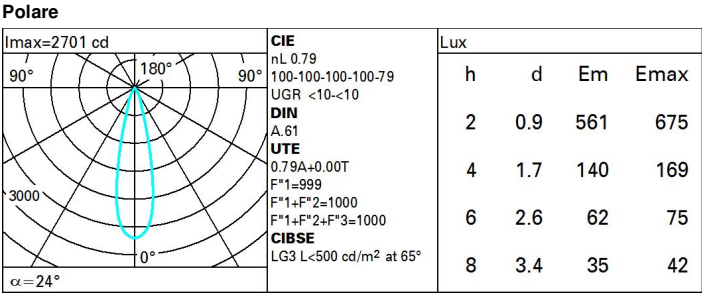 Polare
Imax=2701 cd
90°
180°
90°
3000
0°
α=24°
CIE
nL 0.79
100-100-100-100-79
UGR <10-<10
DIN
A.61
UTE
0.79A+0.00T
F"1=999
F"1+F"2=1000
F"1+F"2+F"3=1000
CIBSE
LG3 L<500 cd/m² at 65°
Lux
h d Em Emax
2 0.9 561 675
4 1.7 140 169
6 2.6 62 75
8 3.4 35 42